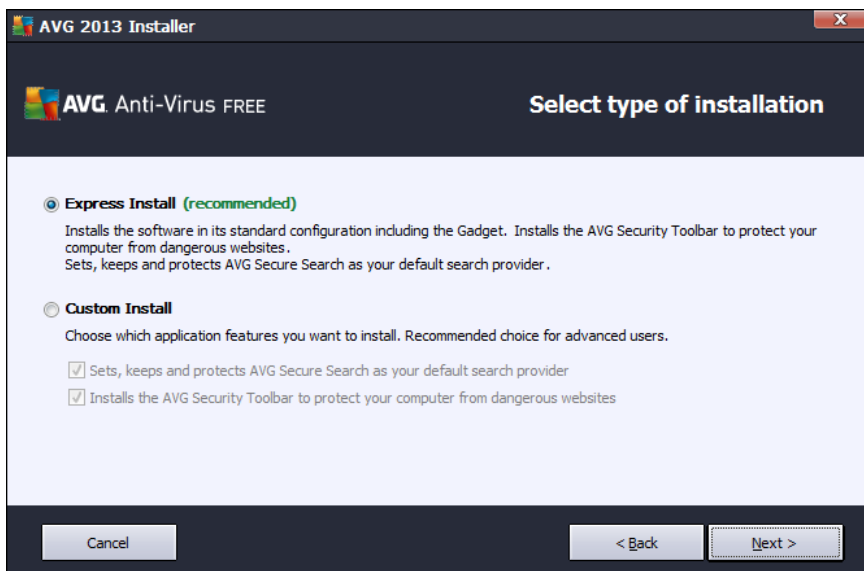 AVG 2013 Installer
AVG. Anti-Virus FREE
Select type of installation
Express Install (recommended)
Installs the software in its standard configuration including the Gadget. Installs the AVG Security Toolbar to protect your
computer from dangerous websites.
Sets, keeps and protects AVG Secure Search as your default search provider.
Custom Install
Choose which application features you want to install. Recommended choice for advanced users.
Sets, keeps and protects AVG Secure Search as your default search provider
Installs the AVG Security Toolbar to protect your computer from dangerous websites
Cancel
< Back
Next >